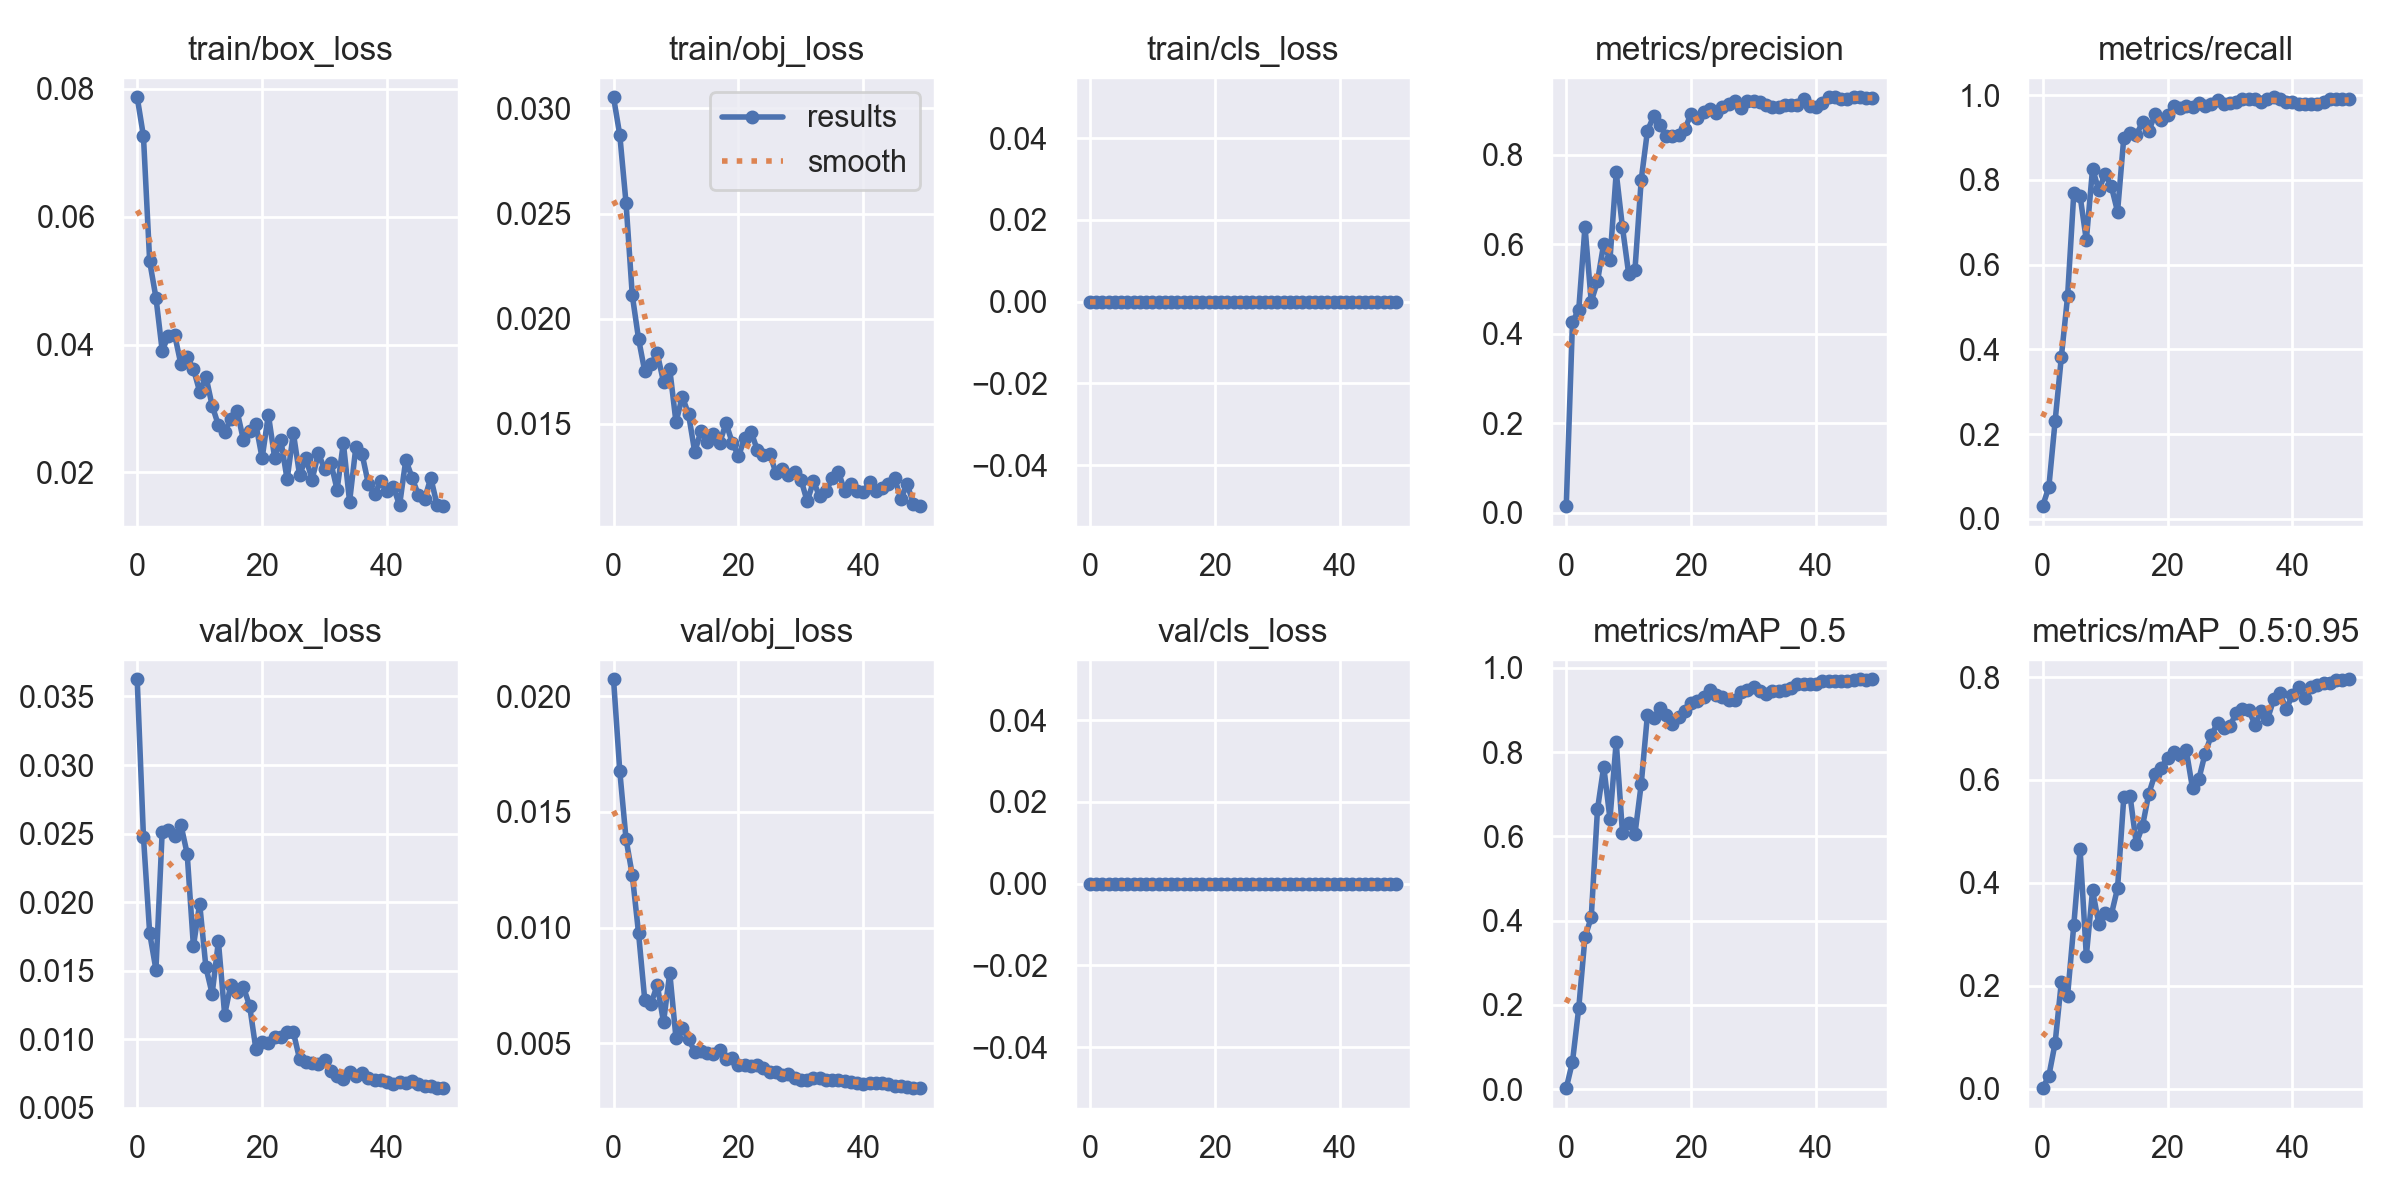 train/box_loss
0.08
0.06
0.04
0.02
0 20 40
train/obj_loss
results
smooth
0.030
0.025
0.020
0.015
0 20 40
train/cls_loss
0.04
0.02
0.00
−0.02
−0.04
0 20 40
metrics/precision
0.8
0.6
0.4
0.2
0.0
0 20 40
metrics/recall
1.0
0.8
0.6
0.4
0.2
0.0
0 20 40
val/box_loss
0.035
0.030
0.025
0.020
0.015
0.010
0.005
0 20 40
val/obj_loss
0.020
0.015
0.010
0.005
0 20 40
val/cls_loss
0.04
0.02
0.00
−0.02
−0.04
0 20 40
metrics/mAP_0.5
1.0
0.8
0.6
0.4
0.2
0.0
0 20 40
metrics/mAP_0.5:0.95
0.8
0.6
0.4
0.2
0.0
0 20 40